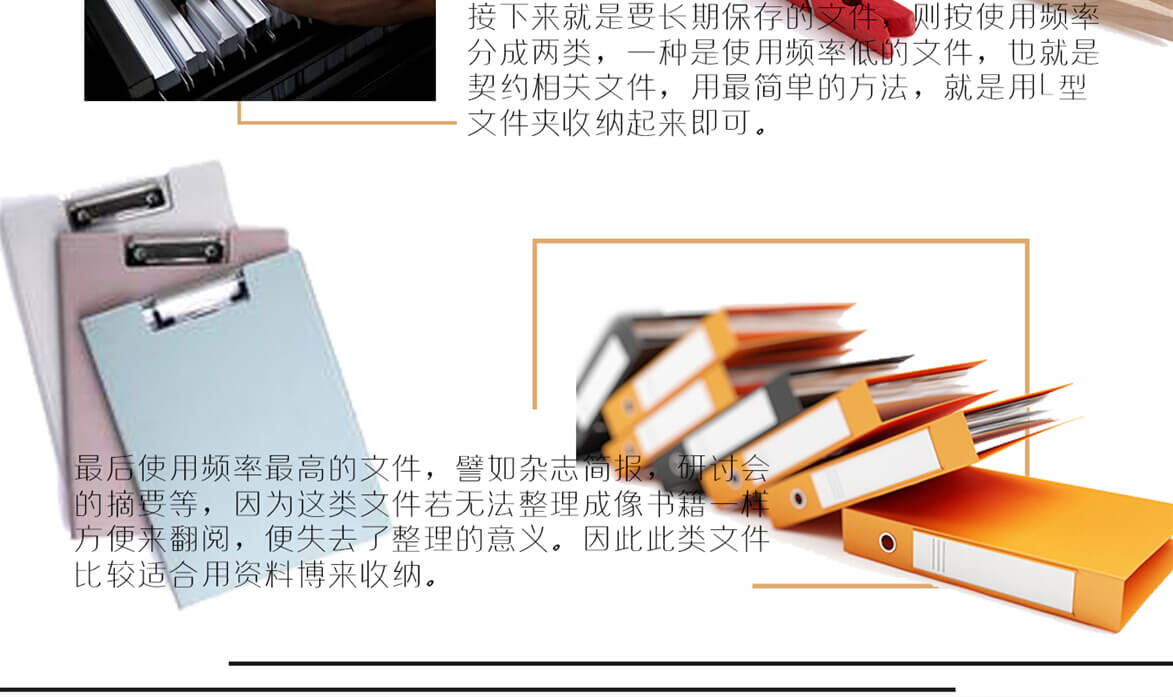 接下来就是要长期保存的文件，则按使用频率
分成两类，一种是使用频率低的文件，也就是
契约相关文件，用最简单的方法，就是用L型
文件夹收纳起来即可。
最后使用频率最高的文件，譬如杂志简报，研讨会
的摘要等，因为这类文件若无法整理成像书籍一样
方便来翻阅，便失去了整理的意义。因此此类文件
比较适合用资料博来收纳。